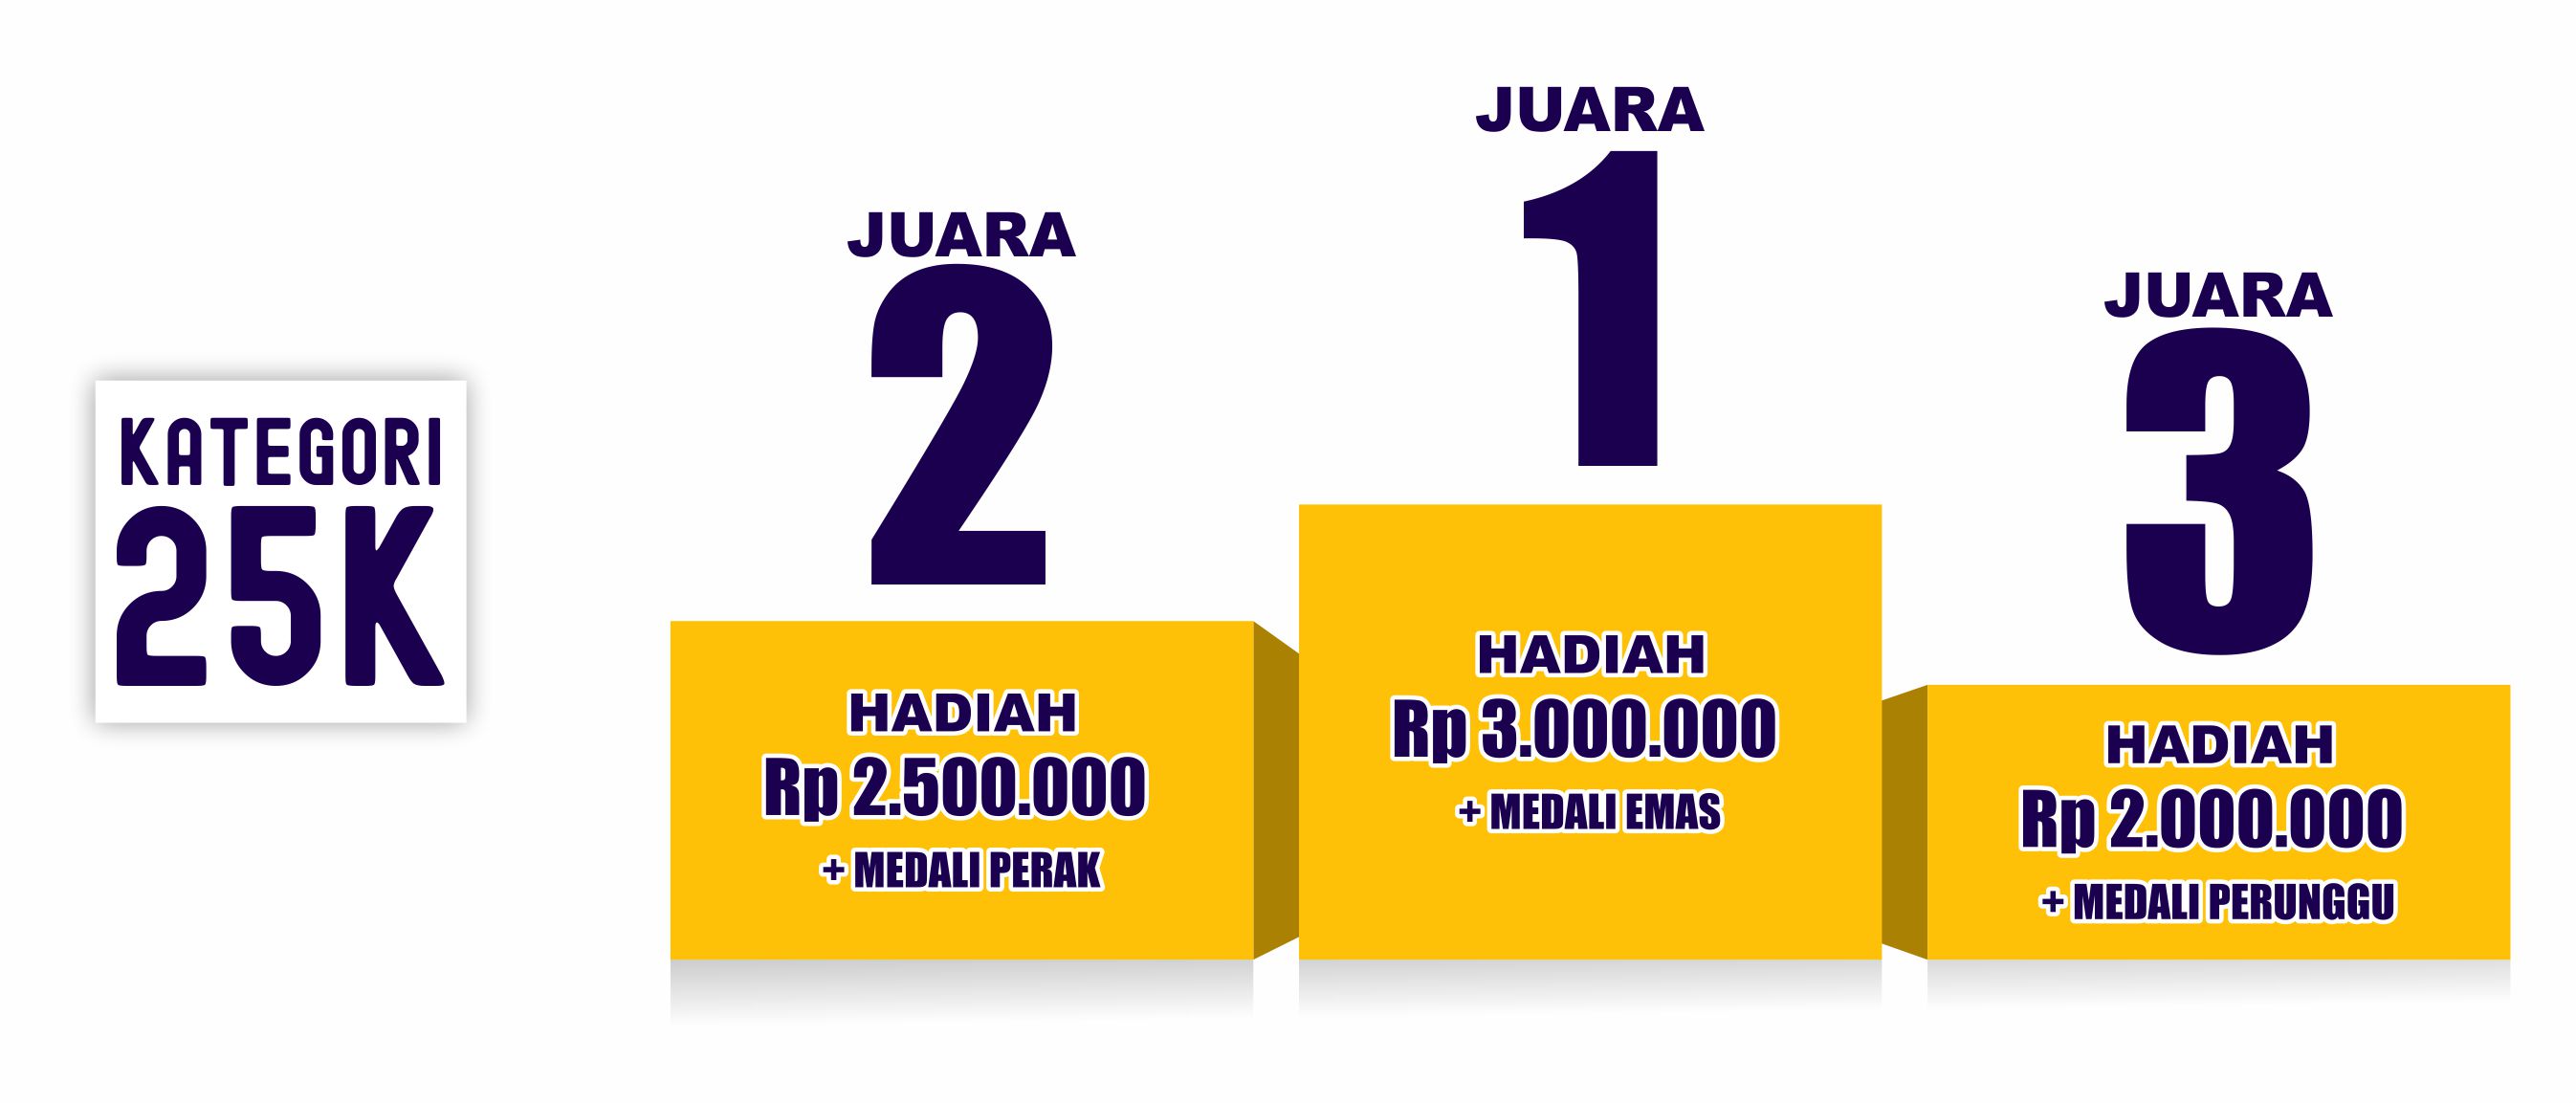 KATEGORI
25K
JUARA
2
HADIAH
Rp 2.500.000
+ MEDALI PERAK
JUARA
1
HADIAH
Rp 3.000.000
+ MEDALI EMAS
JUARA
3
HADIAH
Rp 2.000.000
+ MEDALI PERUNGGU